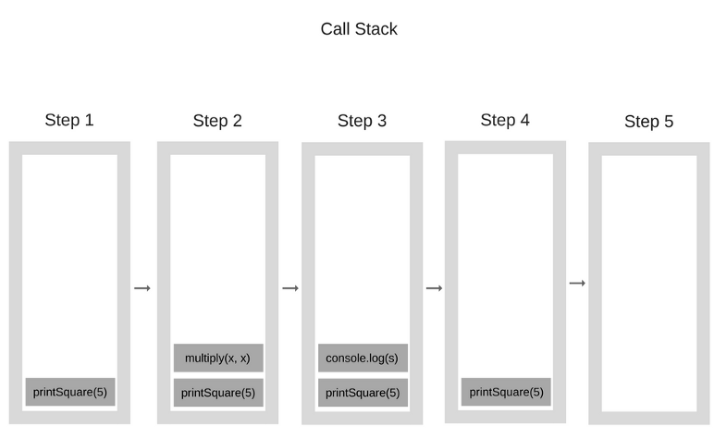 Call Stack
Step 1
Step 2
Step 3
Step 4
Step 5
multiply(x, x)
console.log(s)
printSquare(5)
printSquare(5)
printSquare(5)
printSquare(5)